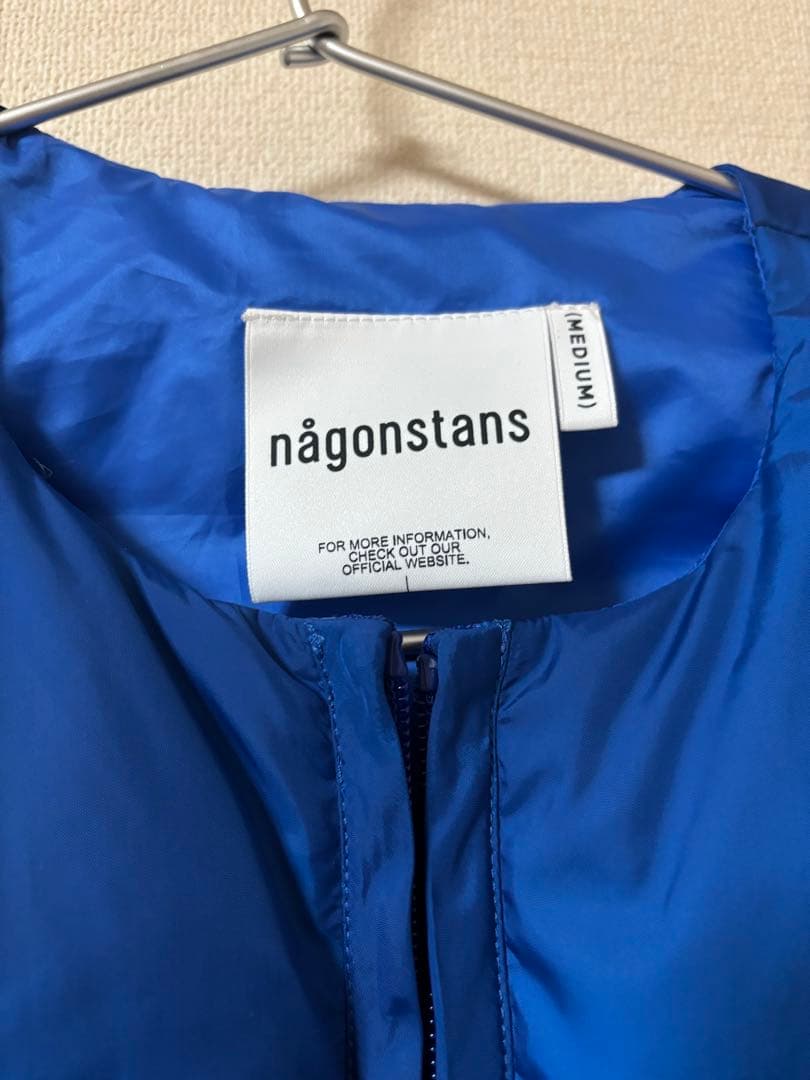 någonstans
(MEDIUM)
FOR MORE INFORMATION,
CHECK OUT OUR
OFFICIAL WEBSITE.